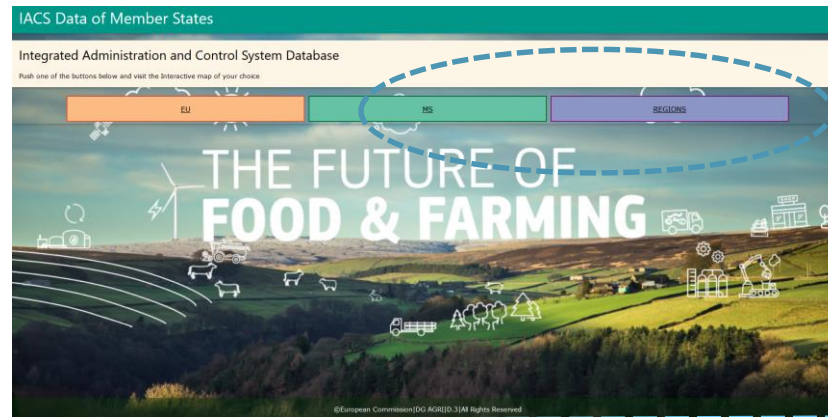 IACS Data of Member States
Integrated Administration and Control System Database
Push one of the buttons below and visit the Interactive map of your choice
EU
MS
REGIONS
THE FUTURE OF
FOOD & FARMING
SHOP
©European Commission|DG AGRI|D.3|All Rights Reserved